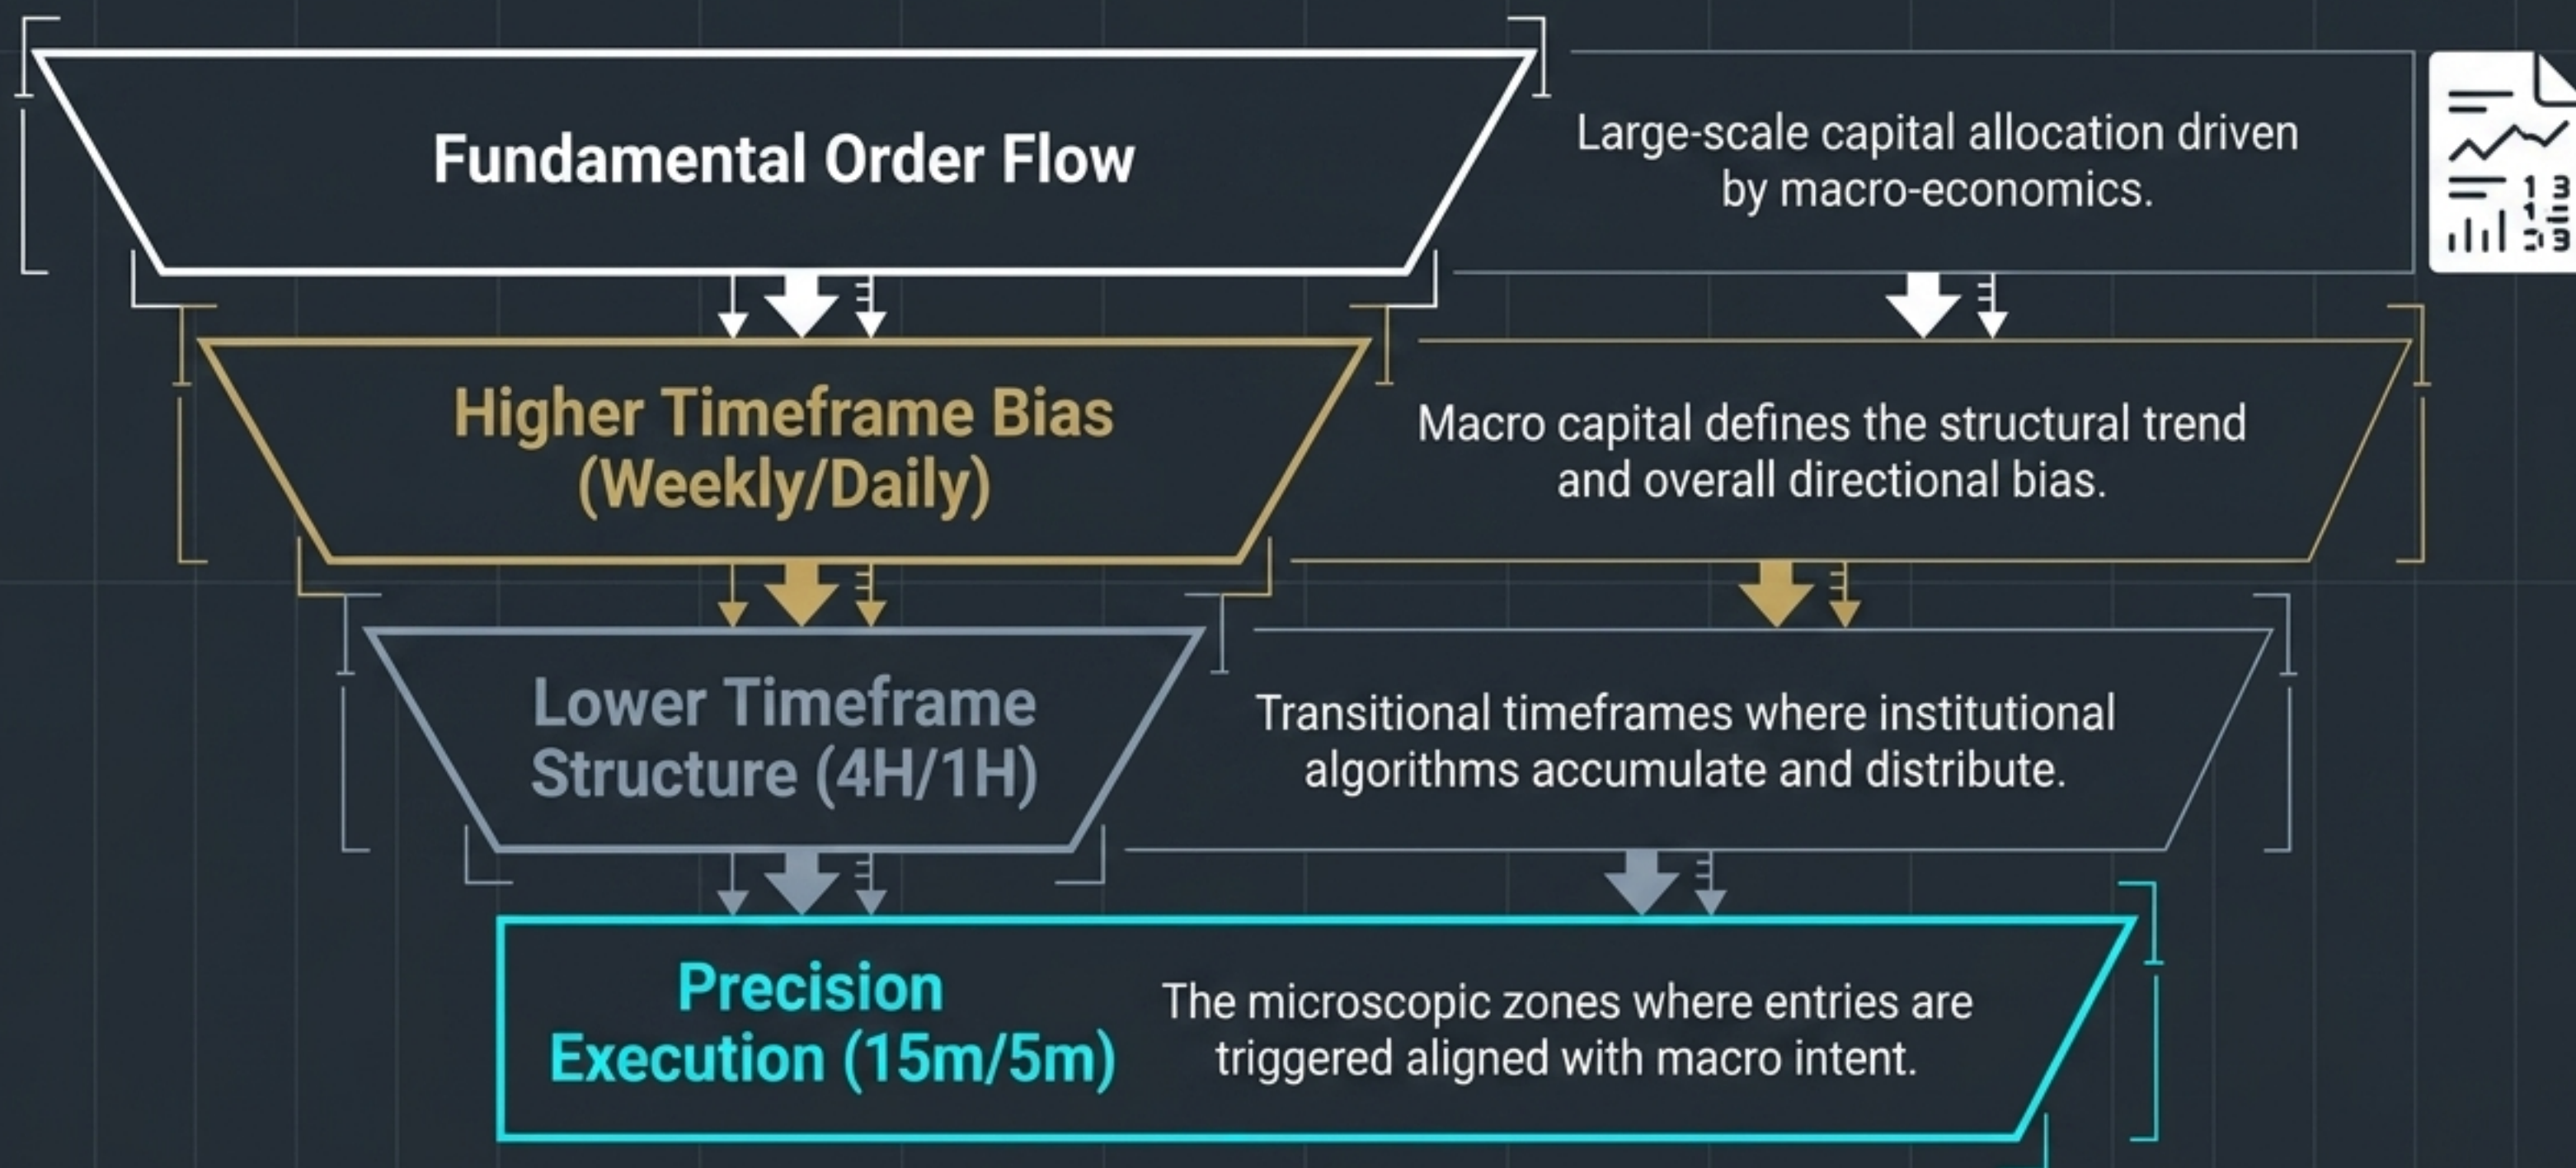 Fundamental Order Flow
Large-scale capital allocation driven
by macro-economics.
Higher Timeframe Bias
(Weekly/Daily)
Macro capital defines the structural trend
and overall directional bias.
Lower Timeframe
Structure (4H/1H)
Transitional timeframes where institutional
algorithms accumulate and distribute.
Precision
Execution (15m/5m)
The microscopic zones where entries are
triggered aligned with macro intent.